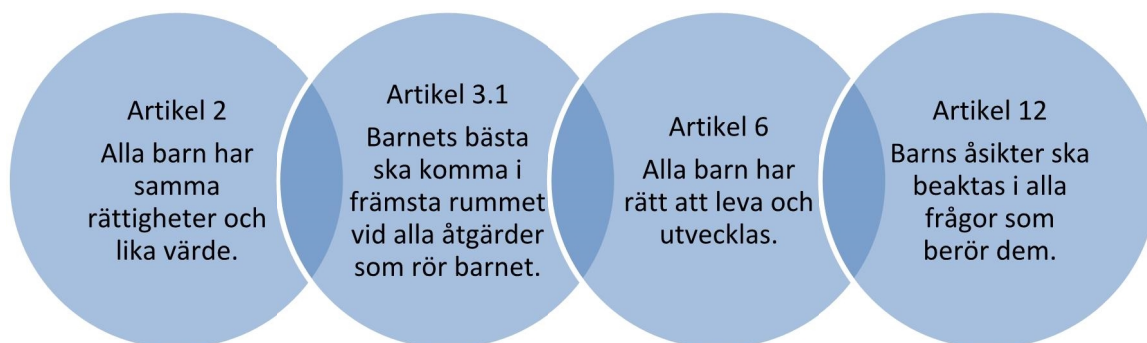 Artikel 2
Alla barn har
samma
rättigheter och
lika värde.
Artikel 3.1
Barnets bästa
ska komma i
främsta rummet
vid alla åtgärder
som rör barnet.
Artikel 6
Alla barn har
rätt att leva och
utvecklas.
Artikel 12
Barns åsikter ska
beaktas i alla
frågor som
berör dem.